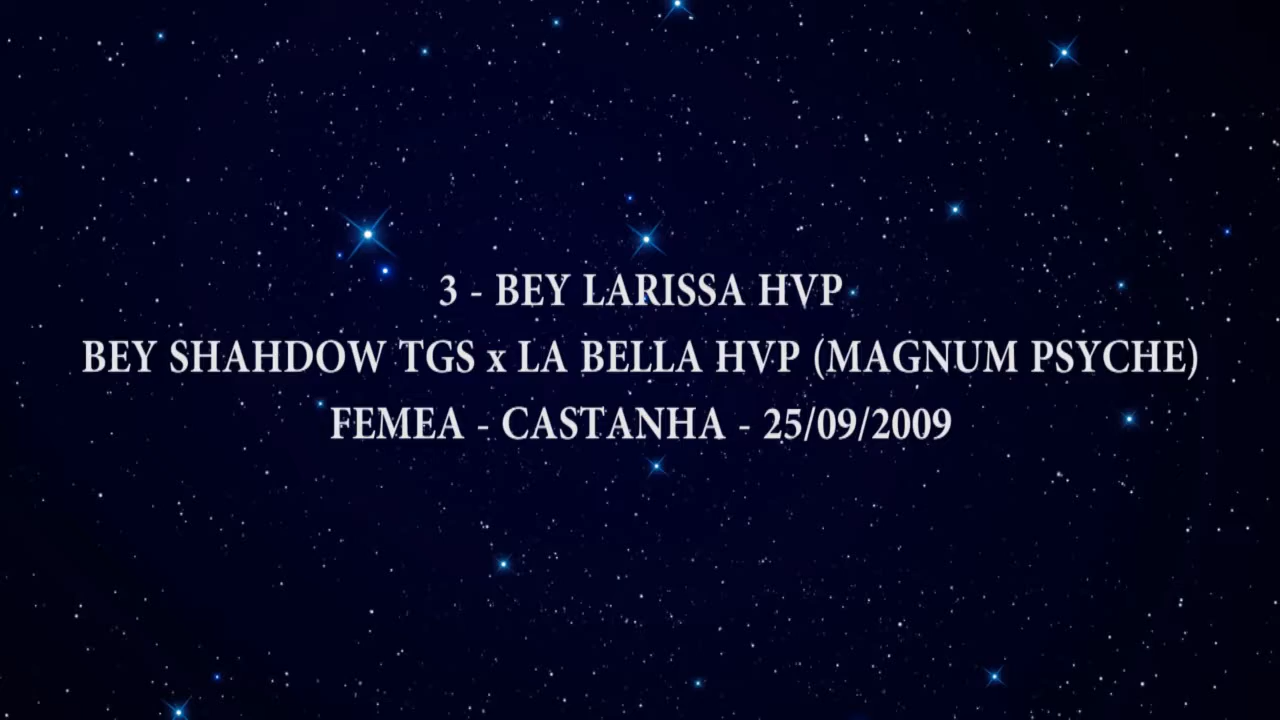 3 - BEY LARISSA HVP
BEY SHAHDOW TGS x LA BELLA HVP (MAGNUM PSYCHE)
FEMEA - CASTANHA - 25/09/2009